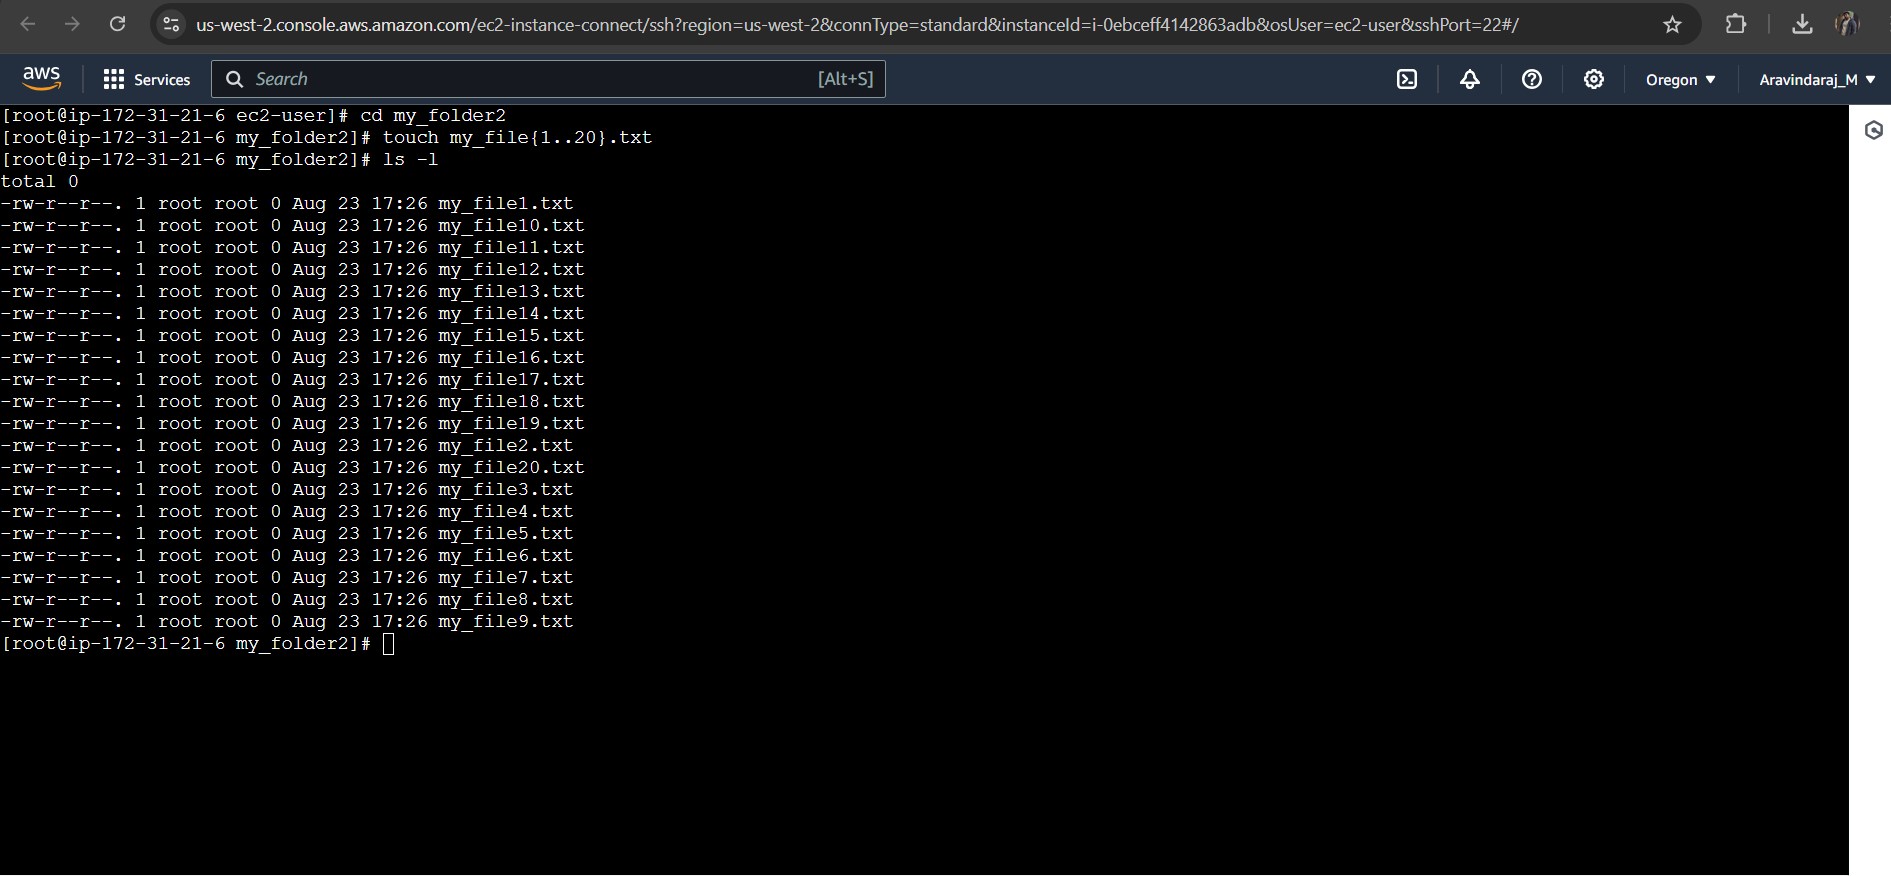 us-west-2.console.aws.amazon.com/ec2-instance-connect/ssh?region=us-west-2&connType=standard&instanceId=i-0ebceff4142863adb&osUser=ec2-user&sshPort=22#/
aws Services Search [Alt+S] Oregon Aravindaraj_M
[root@ip-172-31-21-6 ec2-user]# cd my_folder2
[root@ip-172-31-21-6 my_folder2]# touch my_file{1..20}.txt
[root@ip-172-31-21-6 my_folder2]# ls -l
total 0
-rw-r--r--. 1 root root 0 Aug 23 17:26 my_file1.txt
-rw-r--r--. 1 root root 0 Aug 23 17:26 my_file10.txt
-rw-r--r--. 1 root root 0 Aug 23 17:26 my_file11.txt
-rw-r--r--. 1 root root 0 Aug 23 17:26 my_file12.txt
-rw-r--r--. 1 root root 0 Aug 23 17:26 my_file13.txt
-rw-r--r--. 1 root root 0 Aug 23 17:26 my_file14.txt
-rw-r--r--. 1 root root 0 Aug 23 17:26 my_file15.txt
-rw-r--r--. 1 root root 0 Aug 23 17:26 my_file16.txt
-rw-r--r--. 1 root root 0 Aug 23 17:26 my_file17.txt
-rw-r--r--. 1 root root 0 Aug 23 17:26 my_file18.txt
-rw-r--r--. 1 root root 0 Aug 23 17:26 my_file19.txt
-rw-r--r--. 1 root root 0 Aug 23 17:26 my_file2.txt
-rw-r--r--. 1 root root 0 Aug 23 17:26 my_file20.txt
-rw-r--r--. 1 root root 0 Aug 23 17:26 my_file3.txt
-rw-r--r--. 1 root root 0 Aug 23 17:26 my_file4.txt
-rw-r--r--. 1 root root 0 Aug 23 17:26 my_file5.txt
-rw-r--r--. 1 root root 0 Aug 23 17:26 my_file6.txt
-rw-r--r--. 1 root root 0 Aug 23 17:26 my_file7.txt
-rw-r--r--. 1 root root 0 Aug 23 17:26 my_file8.txt
-rw-r--r--. 1 root root 0 Aug 23 17:26 my_file9.txt
[root@ip-172-31-21-6 my_folder2]#